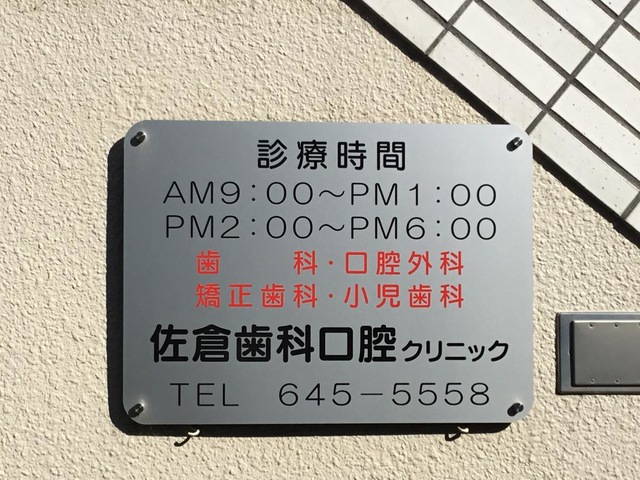 診療時間
AM9:00～PM1:00
PM2:00～PM6:00
歯　　科・口腔外科
矯正歯科・小児歯科
佐倉歯科口腔クリニック
TEL 645-5558